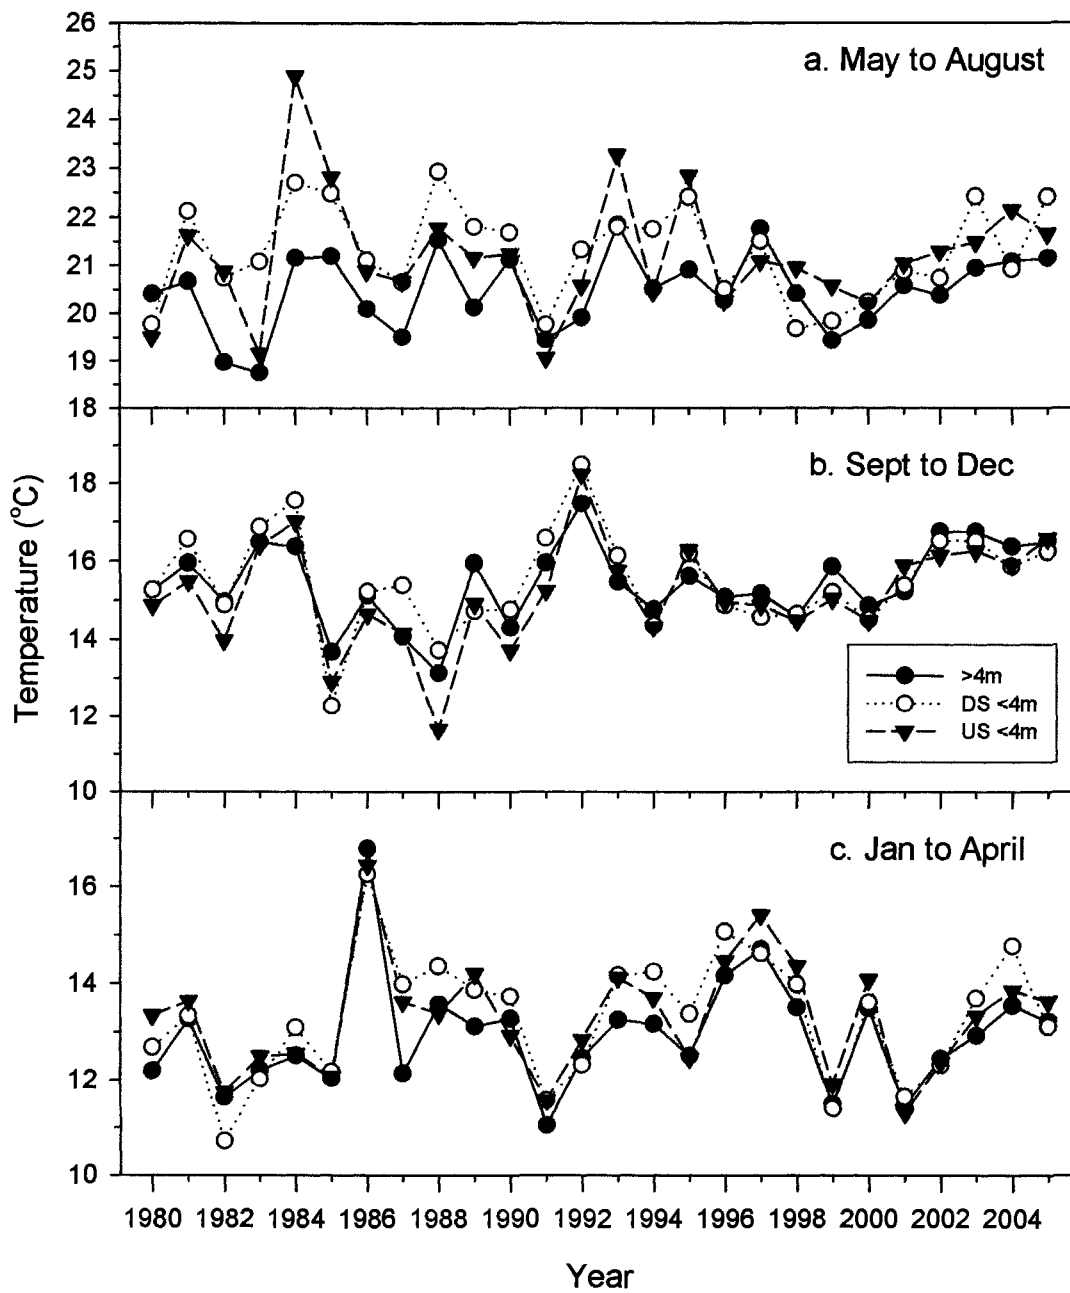 26
a. May to August
25
24
23
22
21
20
19
18
b. Sept to Dec
18
16
14
12
10
Temperature (°C)
>4m
DS <4m
US <4m
c. Jan to April
16
14
12
10
1980 1982 1984 1986 1988 1990 1992 1994 1996 1998 2000 2002 2004
Year